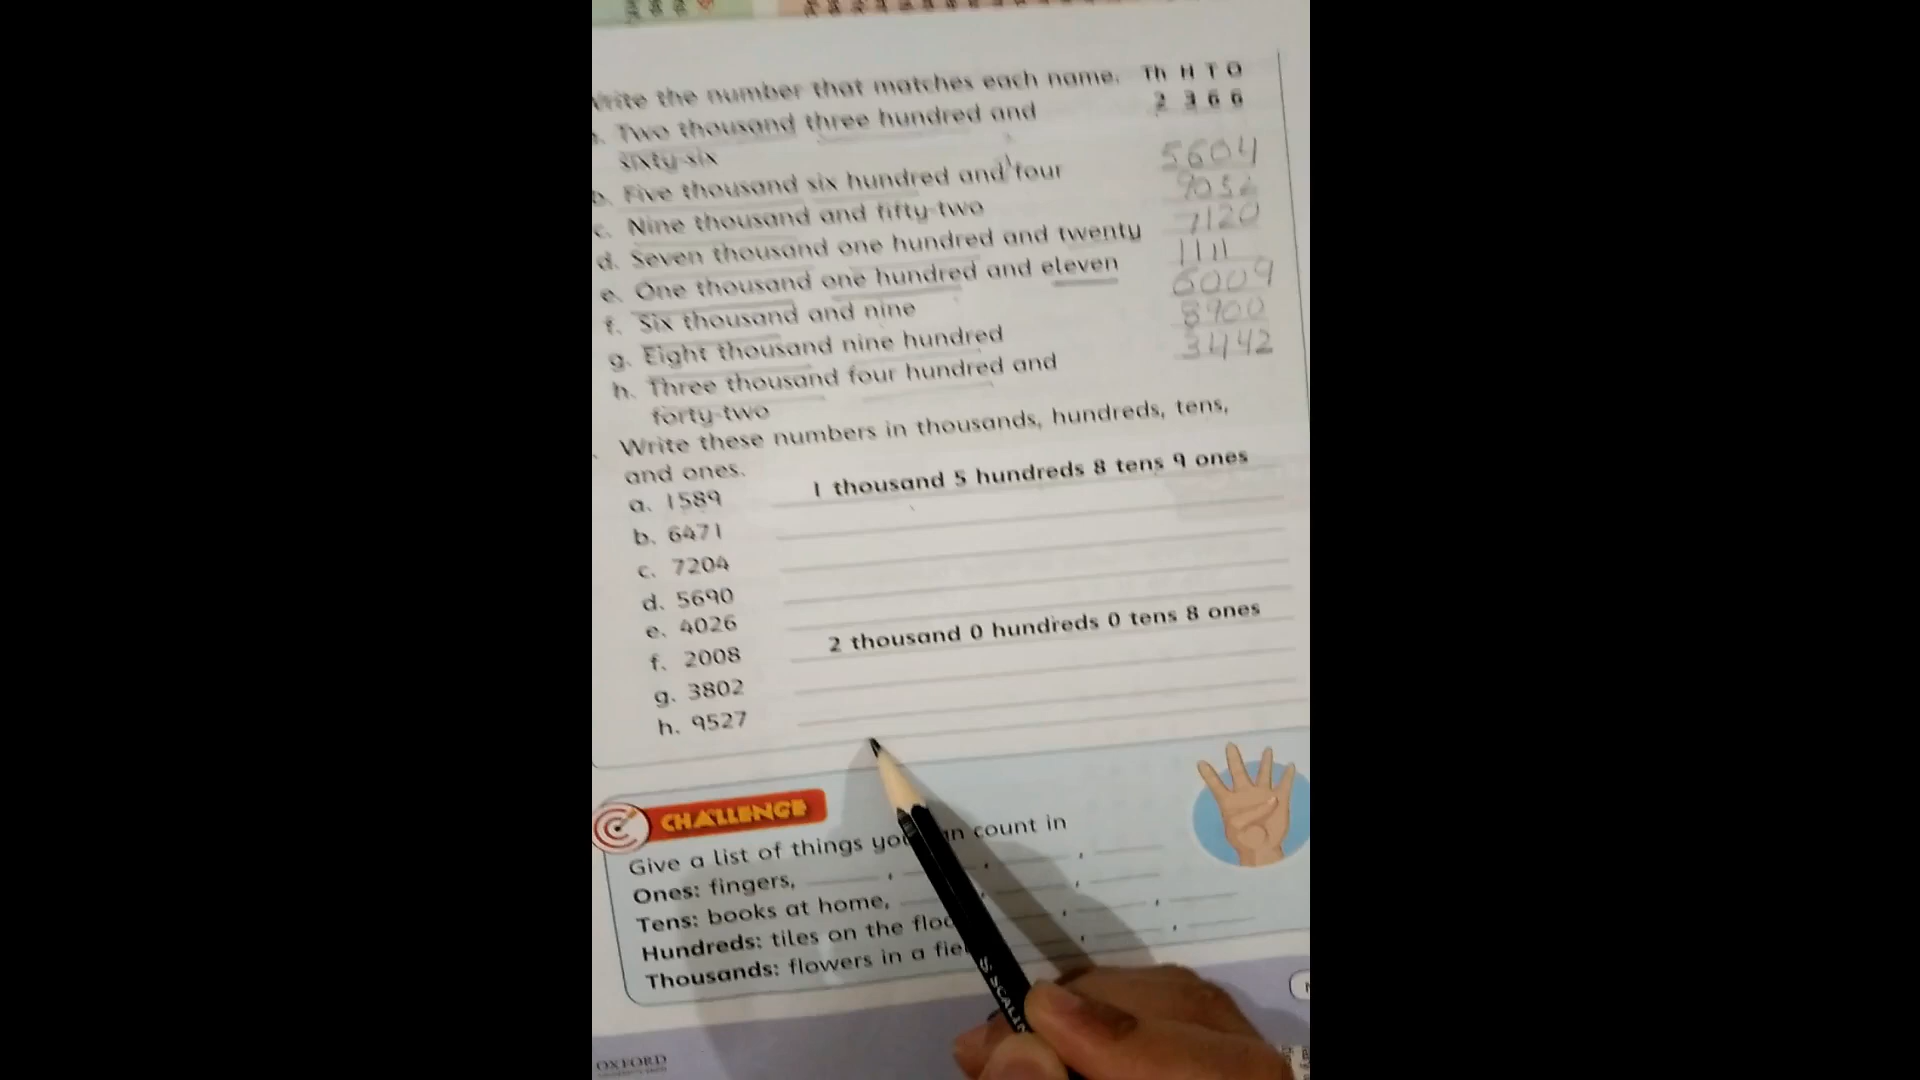 Write the number that matches each name. Th H T O
Two thousand three hundred and 2 3 6 6
sixty-six
b. Five thousand six hundred and four 5604
c. Nine thousand and fifty-two 9052
d. Seven thousand one hundred and twenty 7120
e. One thousand one hundred and eleven 1111
f. Six thousand and nine 6009
g. Eight thousand nine hundred 8900
h. Three thousand four hundred and 3442
forty-two
Write these numbers in thousands, hundreds, tens,
and ones.
a. 1589 1 thousand 5 hundreds 8 tens 9 ones
b. 6471
c. 7204
d. 5690
e. 4026
f. 2008 2 thousand 0 hundreds 0 tens 8 ones
g. 3802
h. 9527
CHALLENGE
Give a list of things you count in
Ones: fingers,
Tens: books at home,
Hundreds: tiles on the
Thousands: flowers in a
OXFORD